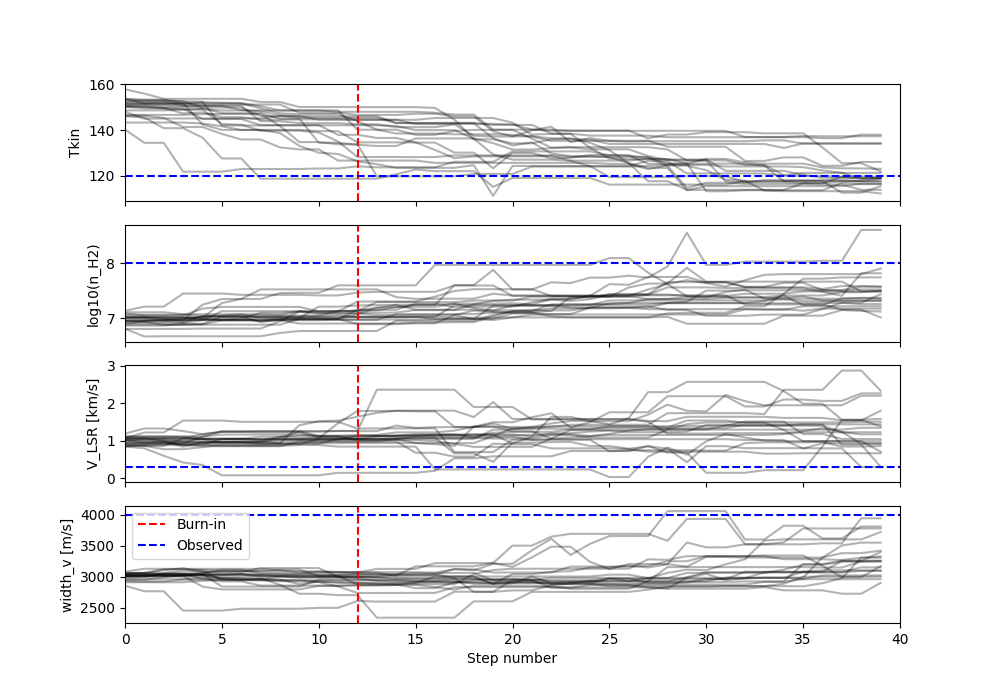 160
140
120
Tkin
8
7
log10(n_H2)
3
2
1
0
V_LSR [km/s]
4000
3500
3000
2500
width_v [m/s]
Burn-in
Observed
0 5 10 15 20 25 30 35 40
Step number